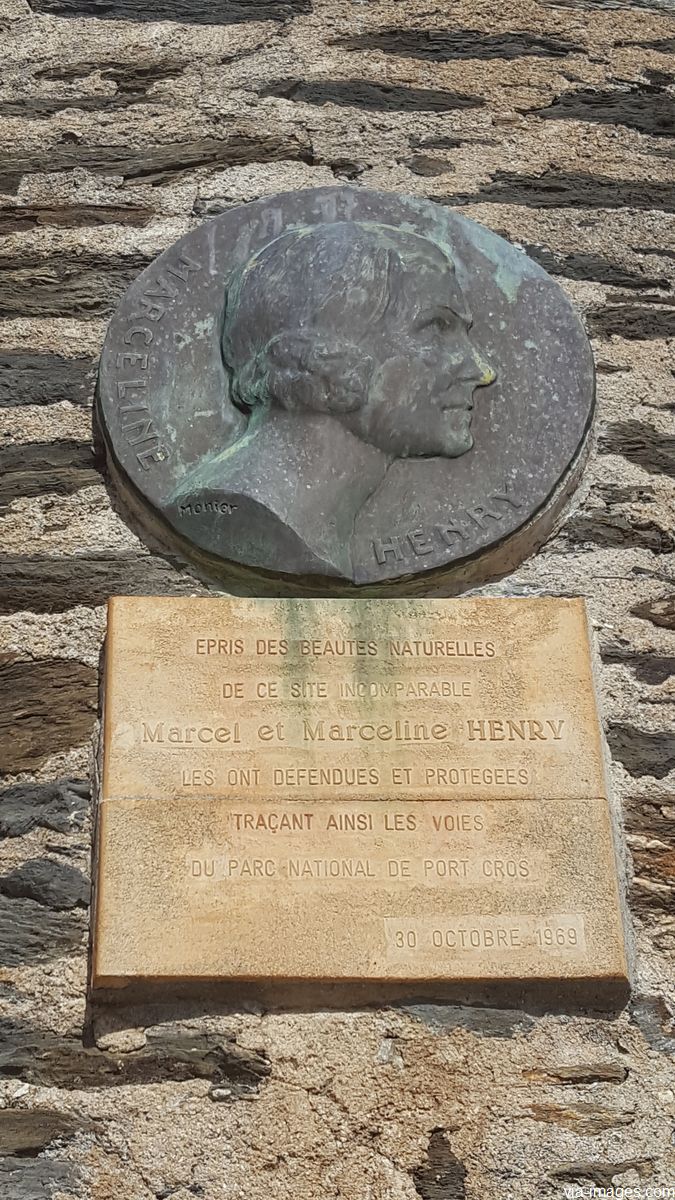 MARCELINE
HENRY
Monier
EPRIS DES BEAUTES NATURELLES
DE CE SITE INCOMPARABLE
Marcel et Marceline HENRY
LES ONT DEFENDUES ET PROTEGEES
TRAÇANT AINSI LES VOIES
DU PARC NATIONAL DE PORT CROS
30 OCTOBRE 1969
via-images.com